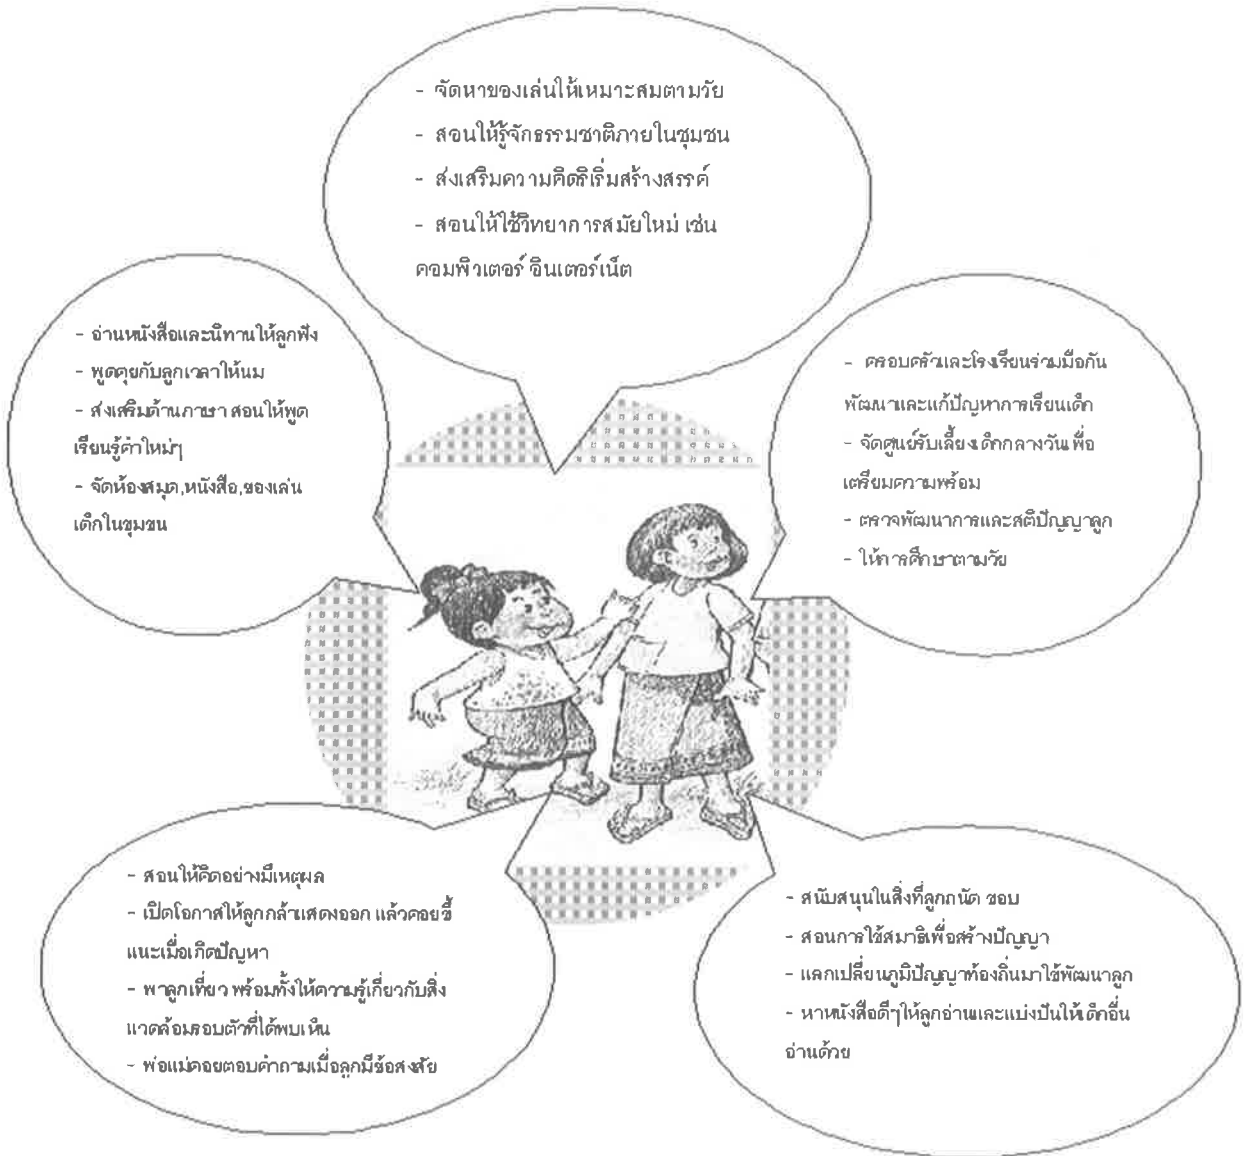 - จัดหาของเล่นให้เหมาะสมตามวัย
- สอนให้รู้จักธรรมชาติภายในชุมชน
- ส่งเสริมความคิดริเริ่มสร้างสรรค์
- สอนให้ใช้วิทยาการสมัยใหม่ เช่น
คอมพิวเตอร์ อินเตอร์เน็ต
- อ่านหนังสือและนิทานให้ลูกฟัง
- พูดคุยกับลูกเวลาให้นม
- ส่งเสริมด้านภาษา สอนให้พูด
เรียนรู้คำใหม่ๆ
- จัดห้องสมุด,หนังสือ,ของเล่น
เด็กในชุมชน
- ครอบครัวและโรงเรียนร่วมมือกัน
พัฒนาและแก้ปัญหาการเรียนเด็ก
- จัดศูนย์รับเลี้ยงเด็กกลางวันเพื่อ
เตรียมความพร้อม
- ตรวจพัฒนาการและสติปัญญาลูก
- ให้การศึกษาตามวัย
- สอนให้คิดอย่างมีเหตุผล
- เปิดโอกาสให้ลูกกล้าแสดงออก แล้วคอยชี้
แนะเมื่อเกิดปัญหา
- พาลูกเที่ยว พร้อมทั้งให้ความรู้เกี่ยวกับสิ่ง
แวดล้อมรอบตัวที่ได้พบเห็น
- พ่อแม่คอยตอบคำถามเมื่อลูกมีข้อสงสัย
- สนับสนุนในสิ่งที่ลูกถนัด ชอบ
- สอนการใช้สมาธิเพื่อสร้างปัญญา
- แลกเปลี่ยนภูมิปัญญาท้องถิ่นมาใช้พัฒนาลูก
- หาหนังสือดีๆให้ลูกอ่านและแบ่งปันให้เด็กอื่น
อ่านด้วย